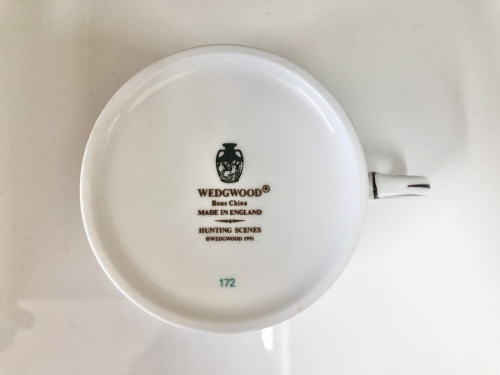 WEDGWOOD®
Bone China
MADE IN ENGLAND
HUNTING SCENES
©WEDGWOOD 1991
172